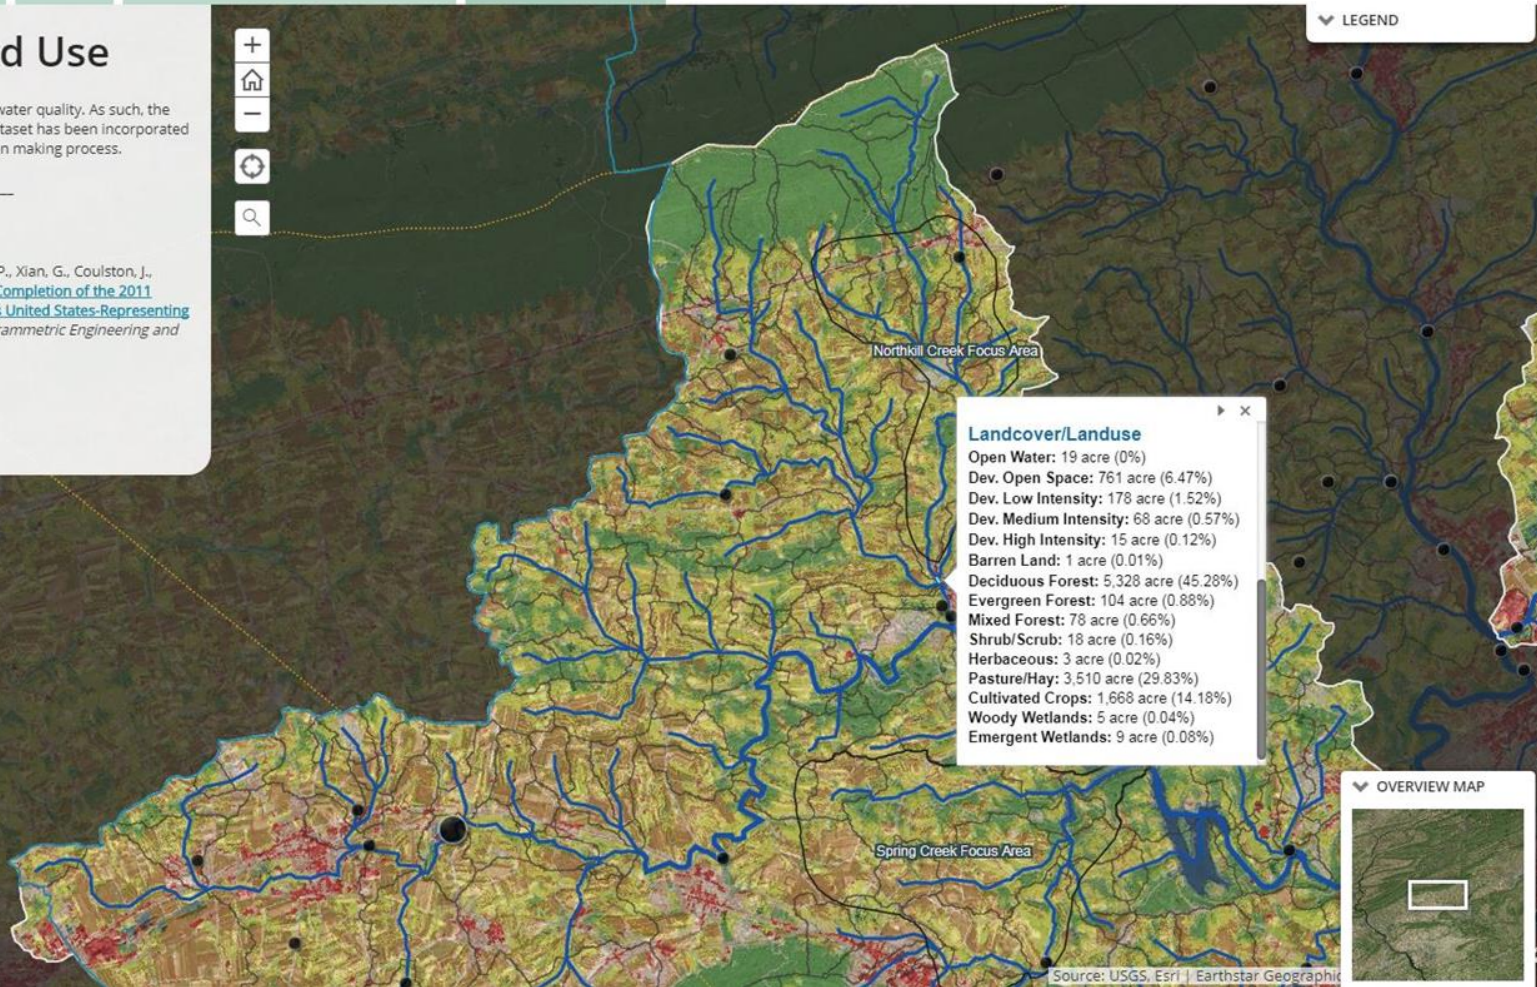 d Use
water quality. As such, the
taset has been incorporated
n making process.
P., Xian, G., Coulston, J.,
Completion of the 2011
s United States-Representing
rammetric Engineering and
+
−
LEGEND
Northkill Creek Focus Area
Landcover/Landuse
Open Water: 19 acre (0%)
Dev. Open Space: 761 acre (6.47%)
Dev. Low Intensity: 178 acre (1.52%)
Dev. Medium Intensity: 68 acre (0.57%)
Dev. High Intensity: 15 acre (0.12%)
Barren Land: 1 acre (0.01%)
Deciduous Forest: 5,328 acre (45.28%)
Evergreen Forest: 104 acre (0.88%)
Mixed Forest: 78 acre (0.66%)
Shrub/Scrub: 18 acre (0.16%)
Herbaceous: 3 acre (0.02%)
Pasture/Hay: 3,510 acre (29.83%)
Cultivated Crops: 1,668 acre (14.18%)
Woody Wetlands: 5 acre (0.04%)
Emergent Wetlands: 9 acre (0.08%)
OVERVIEW MAP
Spring Creek Focus Area
Source: USGS, Esri | Earthstar Geographic